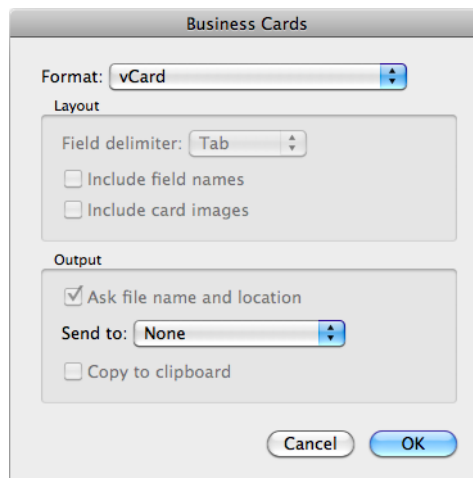 Business Cards
Format: vCard
Layout
Field delimiter: Tab
Include field names
Include card images
Output
Ask file name and location
Send to: None
Copy to clipboard
Cancel OK